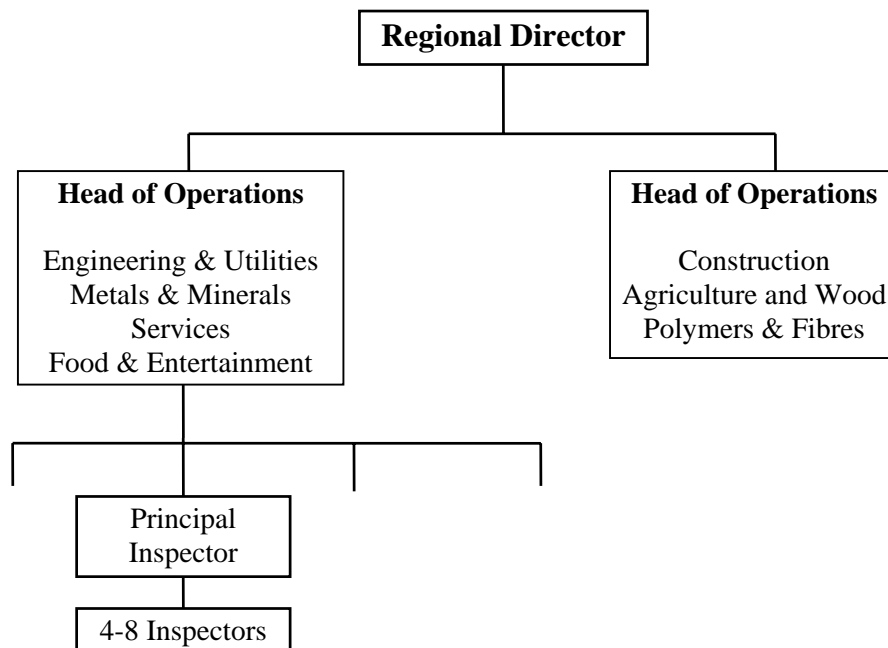 Regional Director
Head of Operations
Engineering & Utilities
Metals & Minerals
Services
Food & Entertainment
Head of Operations
Construction
Agriculture and Wood
Polymers & Fibres
Principal
Inspector
4-8 Inspectors